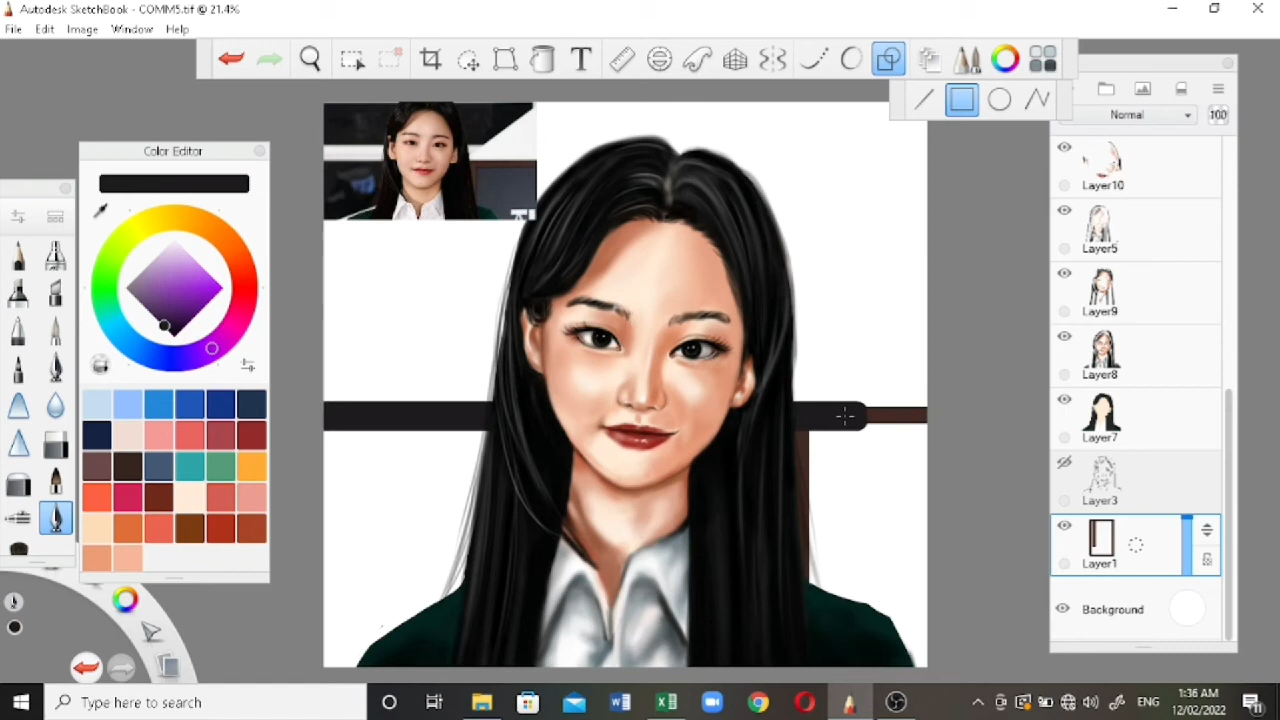 Autodesk SketchBook - COMM5.tif @ 21.4%
File Edit Image Window Help
T
Color Editor
Normal
100
Layer10
Layer5
Layer9
Layer8
Layer7
Layer3
Layer1
Background
Type here to search
ENG
1:36 AM
12/02/2022